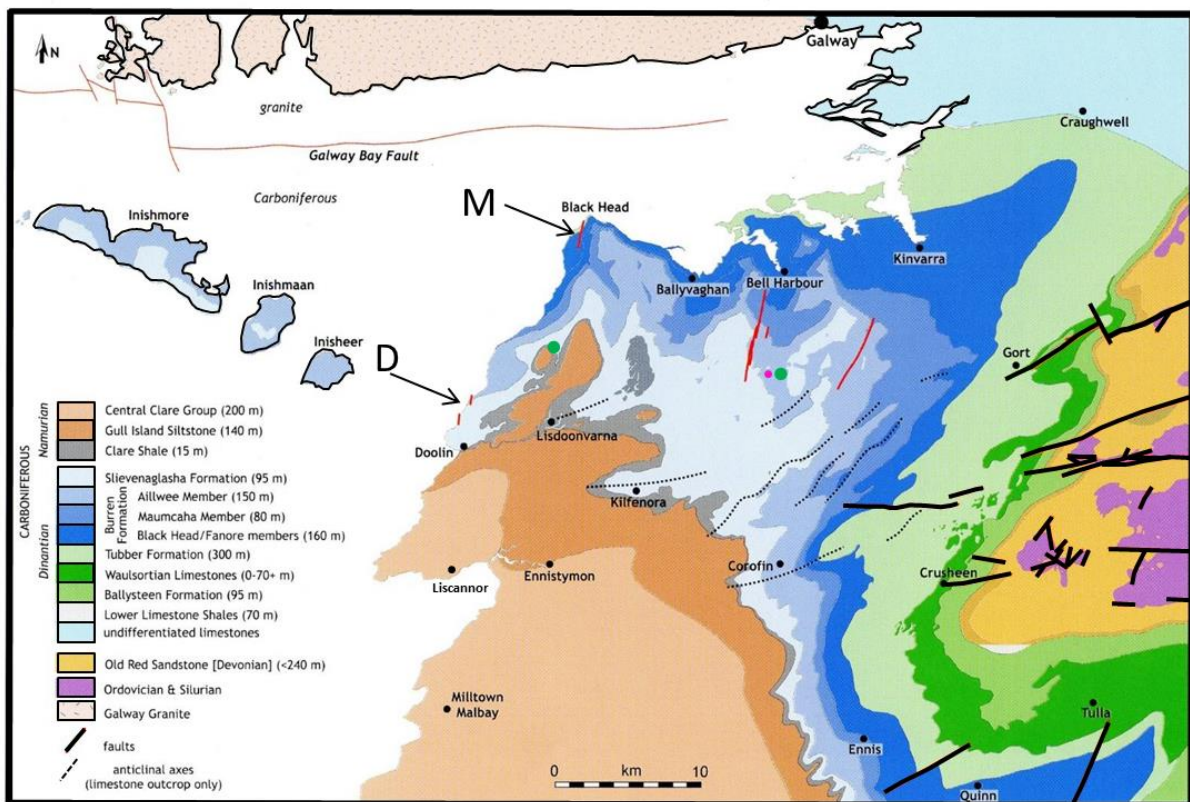 N
Galway
granite
Craughwell
Galway Bay Fault
Carboniferous
M
Black Head
Inishmore
Kinvarra
Ballyvaghan
Bell Harbour
Inishmaan
Inisheer
D
Gort
Lisdoonvarna
Doolin
Kilfenora
Corofin
Crusheen
Liscannor
Ennistymon
Milltown
Malbay
Tulla
Ennis
km
0 10
Quinn
CARBONIFEROUS
Namurian
Central Clare Group (200 m)
Gull Island Siltstone (140 m)
Clare Shale (15 m)
Dinantian
Slievenaglasha Formation (95 m)
Burren
Formation
Aillwee Member (150 m)
Maumcaha Member (80 m)
Black Head/Fanore members (160 m)
Tubber Formation (300 m)
Waulsortian Limestones (0-70+ m)
Ballysteen Formation (95 m)
Lower Limestone Shales (70 m)
undifferentiated limestones
Old Red Sandstone [Devonian] (<240 m)
Ordovician & Silurian
Galway Granite
faults
anticlinal axes
(limestone outcrop only)